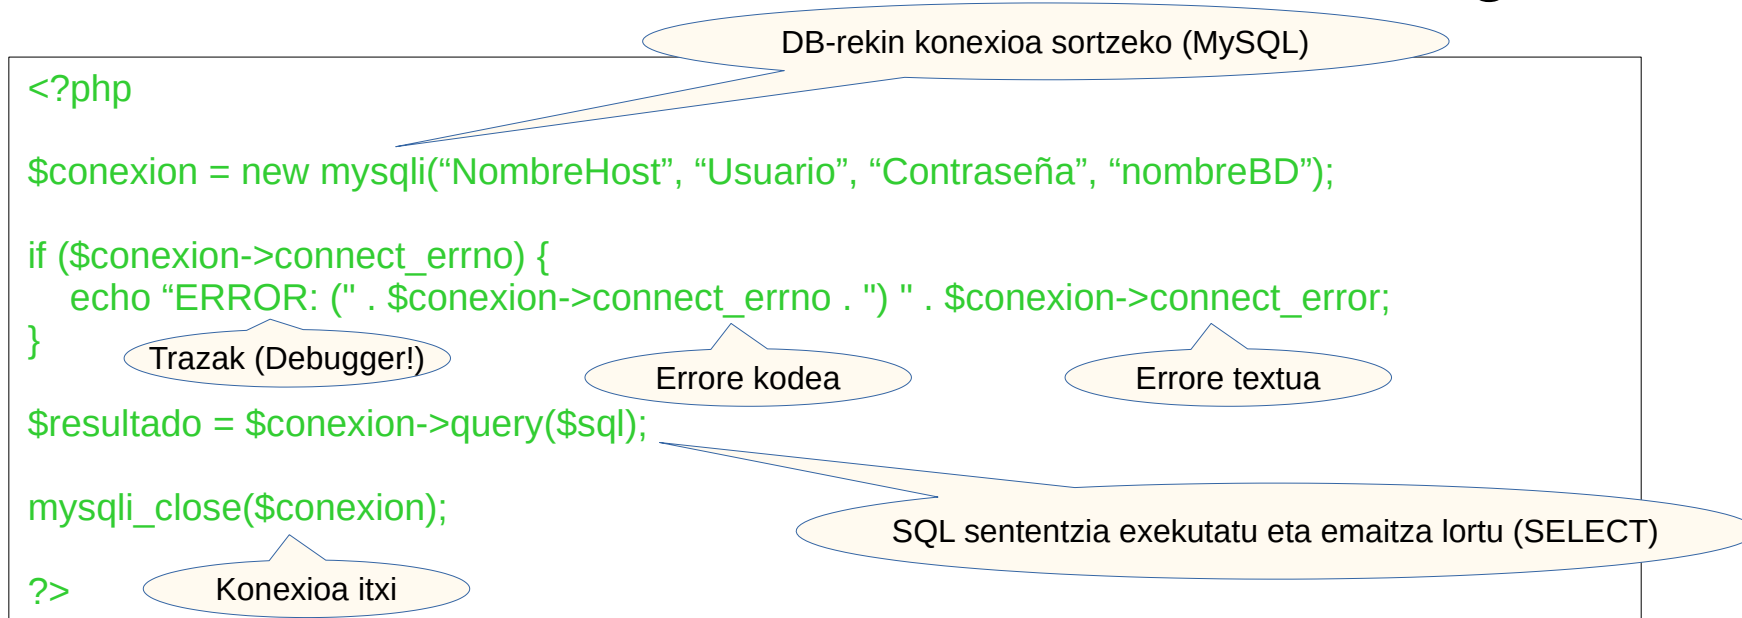 DB-rekin konexioa sortzeko (MySQL)
<?php
$conexion = new mysqli(“NombreHost”, “Usuario”, “Contraseña”, “nombreBD”);
if ($conexion->connect_errno) {
echo “ERROR: (" . $conexion->connect_errno . ") " . $conexion->connect_error;
}
Trazak (Debugger!)
Errore kodea
Errore textua
$resultado = $conexion->query($sql);
mysqli_close($conexion);
SQL sententzia exekutatu eta emaitza lortu (SELECT)
?>
Konexioa itxi